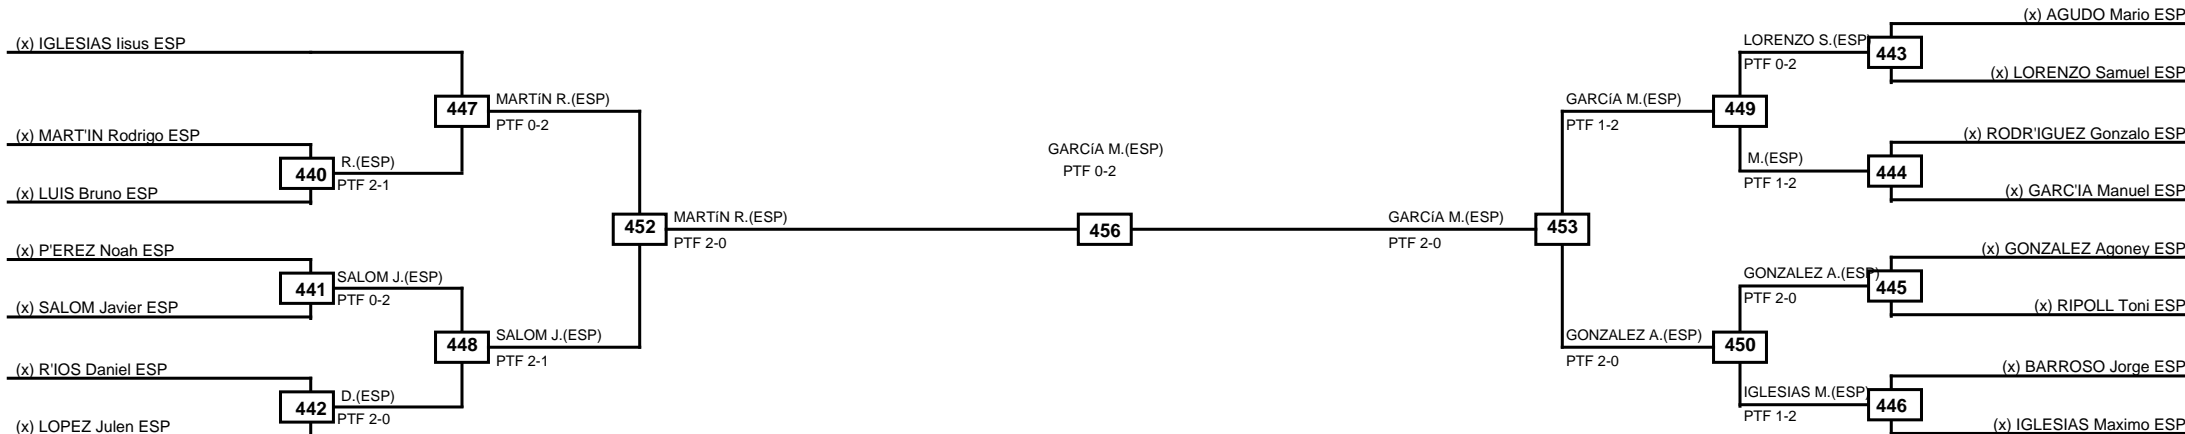 (x) IGLESIAS Iisus ESP
(x) MART'IN Rodrigo ESP
(x) LUIS Bruno ESP
(x) P'EREZ Noah ESP
(x) SALOM Javier ESP
(x) R'IOS Daniel ESP
(x) LOPEZ Julen ESP
440
R.(ESP)
PTF 2-1
441
SALOM J.(ESP)
PTF 0-2
442
D.(ESP)
PTF 2-0
447
MARTíN R.(ESP)
PTF 0-2
448
SALOM J.(ESP)
PTF 2-1
452
MARTíN R.(ESP)
PTF 2-0
GARCíA M.(ESP)
PTF 0-2
456
GARCíA M.(ESP)
PTF 2-0
453
GARCíA M.(ESP)
PTF 1-2
449
GONZALEZ A.(ESP)
PTF 2-0
450
LORENZO S.(ESP)
PTF 0-2
443
M.(ESP)
PTF 1-2
444
GONZALEZ A.(ESP)
PTF 2-0
445
IGLESIAS M.(ESP)
PTF 1-2
446
(x) AGUDO Mario ESP
(x) LORENZO Samuel ESP
(x) RODR'IGUEZ Gonzalo ESP
(x) GARC'IA Manuel ESP
(x) GONZALEZ Agoney ESP
(x) RIPOLL Toni ESP
(x) BARROSO Jorge ESP
(x) IGLESIAS Maximo ESP